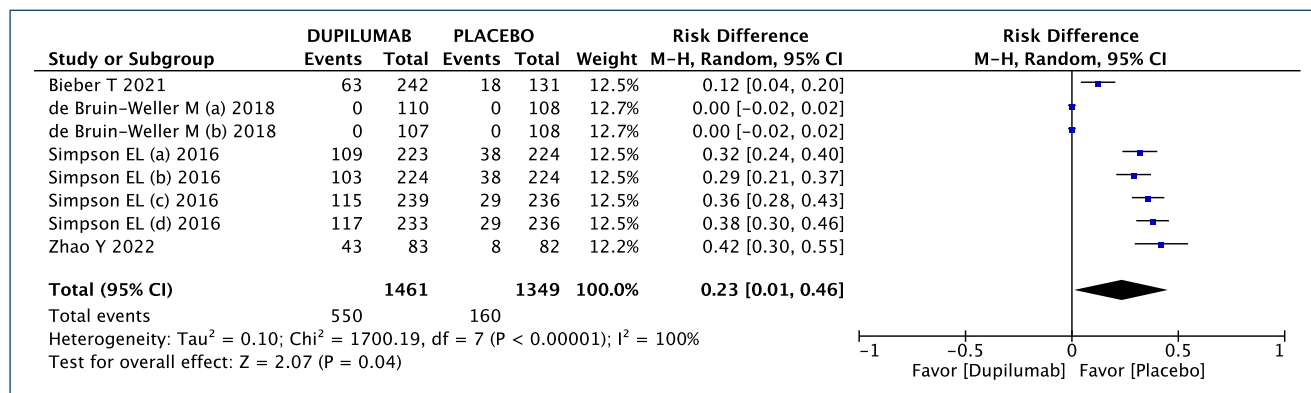 DUPILUMAB PLACEBO Risk Difference Risk Difference
Study or Subgroup Events Total Events Total Weight M-H, Random, 95% CI M-H, Random, 95% CI
Bieber T 2021 63 242 18 131 12.5% 0.12 [0.04, 0.20]
de Bruin-Weller M (a) 2018 0 110 0 108 12.7% 0.00 [-0.02, 0.02]
de Bruin-Weller M (b) 2018 0 107 0 108 12.7% 0.00 [-0.02, 0.02]
Simpson EL (a) 2016 109 223 38 224 12.5% 0.32 [0.24, 0.40]
Simpson EL (b) 2016 103 224 38 224 12.5% 0.29 [0.21, 0.37]
Simpson EL (c) 2016 115 239 29 236 12.5% 0.36 [0.28, 0.43]
Simpson EL (d) 2016 117 233 29 236 12.5% 0.38 [0.30, 0.46]
Zhao Y 2022 43 83 8 82 12.2% 0.42 [0.30, 0.55]
Total (95% CI) 1461 1349 100.0% 0.23 [0.01, 0.46]
Total events 550 160
Heterogeneity: Tau² = 0.10; Chi² = 1700.19, df = 7 (P < 0.00001); I² = 100%
Test for overall effect: Z = 2.07 (P = 0.04)
-1 -0.5 0 0.5 1
Favor [Dupilumab] Favor [Placebo]